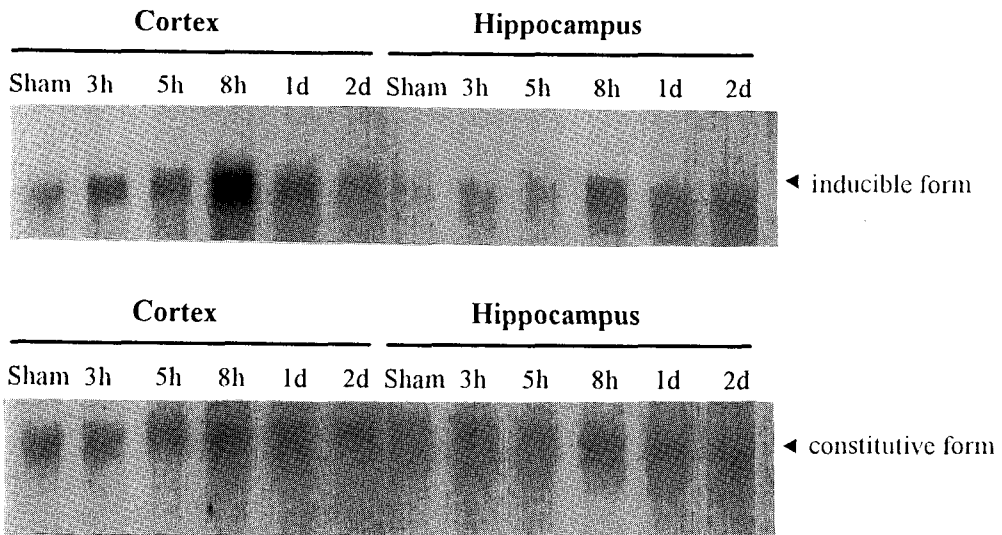 Cortex Hippocampus
Sham 3h 5h 8h 1d 2d Sham 3h 5h 8h 1d 2d
◄ inducible form
Cortex Hippocampus
Sham 3h 5h 8h 1d 2d Sham 3h 5h 8h 1d 2d
◄ constitutive form